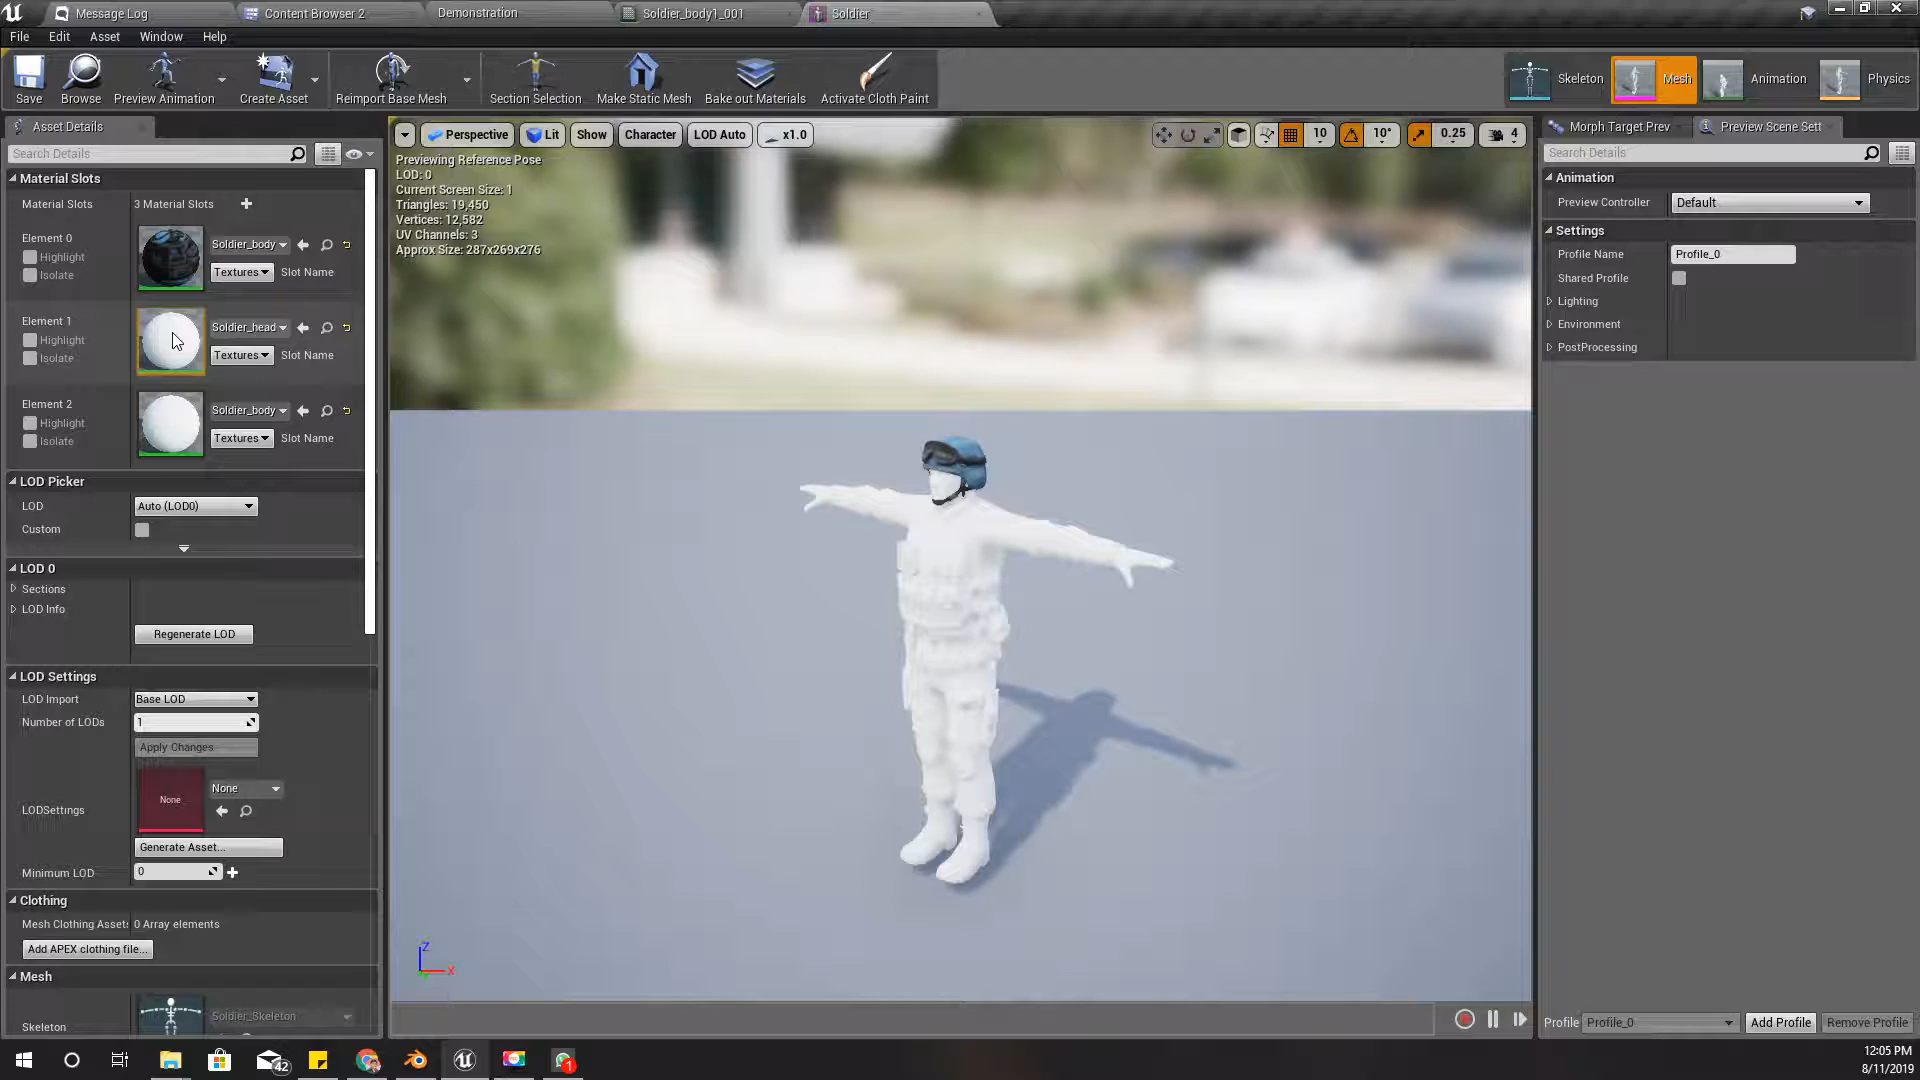 Message Log
Content Browser 2
Demonstration
Soldier_body1_001
Soldier
File Edit Asset Window Help
Save
Browse
Preview Animation
Create Asset
Reimport Base Mesh
Section Selection
Make Static Mesh
Bake out Materials
Activate Cloth Paint
Skeleton
Mesh
Animation
Physics
Asset Details
Search Details
Material Slots
Material Slots 3 Material Slots
Element 0
Highlight
Isolate
Soldier_body
Textures Slot Name
Element 1
Highlight
Isolate
Soldier_head
Textures Slot Name
Element 2
Highlight
Isolate
Soldier_body
Textures Slot Name
LOD Picker
LOD Auto (LOD0)
Custom
LOD 0
Sections
LOD Info
Regenerate LOD
LOD Settings
LOD Import Base LOD
Number of LODs 1
Apply Changes
LODSettings
None
None
Generate Asset...
Minimum LOD 0
Clothing
Mesh Clothing Assets 0 Array elements
Add APEX clothing file...
Mesh
Skeleton Soldier_Skeleton
Perspective Lit Show Character LOD Auto x1.0
10 10° 0.25 4
Previewing Reference Pose
LOD: 0
Current Screen Size: 1
Triangles: 19,450
Vertices: 12,582
UV Channels: 3
Approx Size: 287x269x276
Z
X
Morph Target Prev
Preview Scene Sett
Search Details
Animation
Preview Controller Default
Settings
Profile Name Profile_0
Shared Profile
Lighting
Environment
PostProcessing
Profile Profile_0 Add Profile Remove Profile
42
1
12:05 PM
8/11/2019